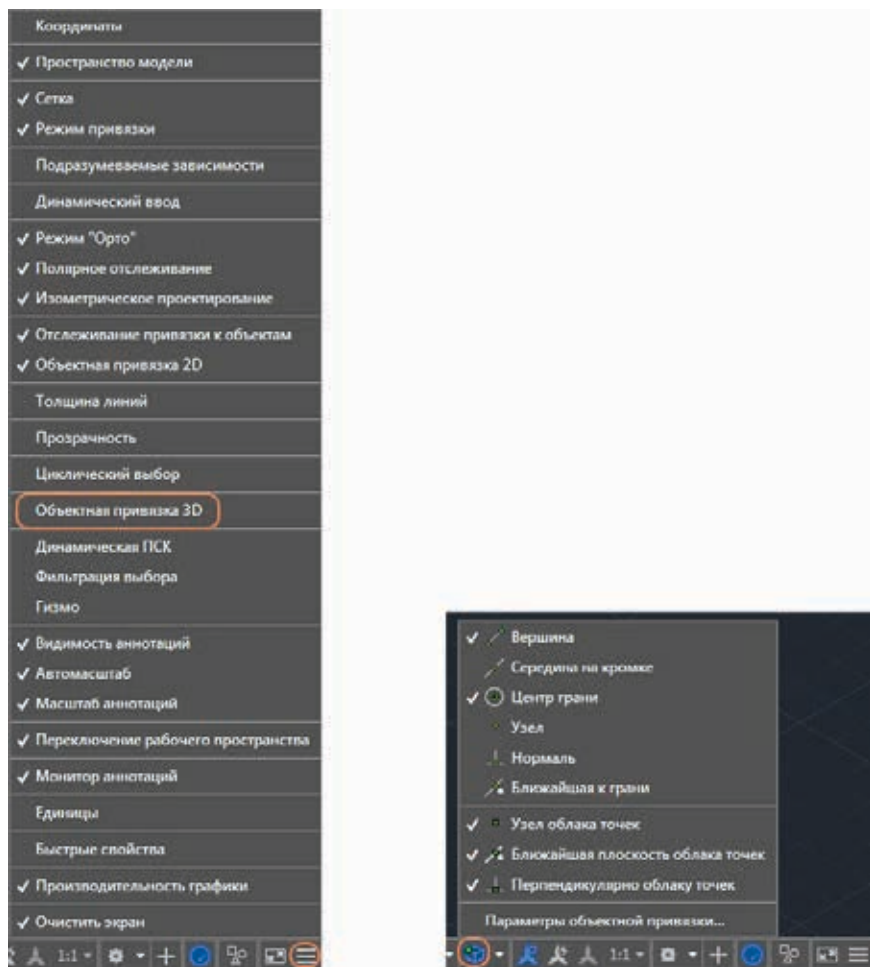 Координаты
Пространство модели
Сетка
Режим привязки
Подразумеваемые зависимости
Динамический ввод
Режим "Орто"
Полярное отслеживание
Изометрическое проектирование
Отслеживание привязки к объектам
Объектная привязка 2D
Толщина линий
Прозрачность
Циклический выбор
Объектная привязка 3D
Динамическая ПСК
Фильтрация выбора
Гизмо
Видимость аннотаций
Автомасштаб
Масштаб аннотаций
Переключение рабочего пространства
Монитор аннотаций
Единицы
Быстрые свойства
Производительность графики
Очистить экран
1:1
Вершина
Середина на кромке
Центр грани
Узел
Нормаль
Ближайшая к грани
Узел облака точек
Ближайшая плоскость облака точек
Перпендикулярно облаку точек
Параметры объектной привязки...
1:1